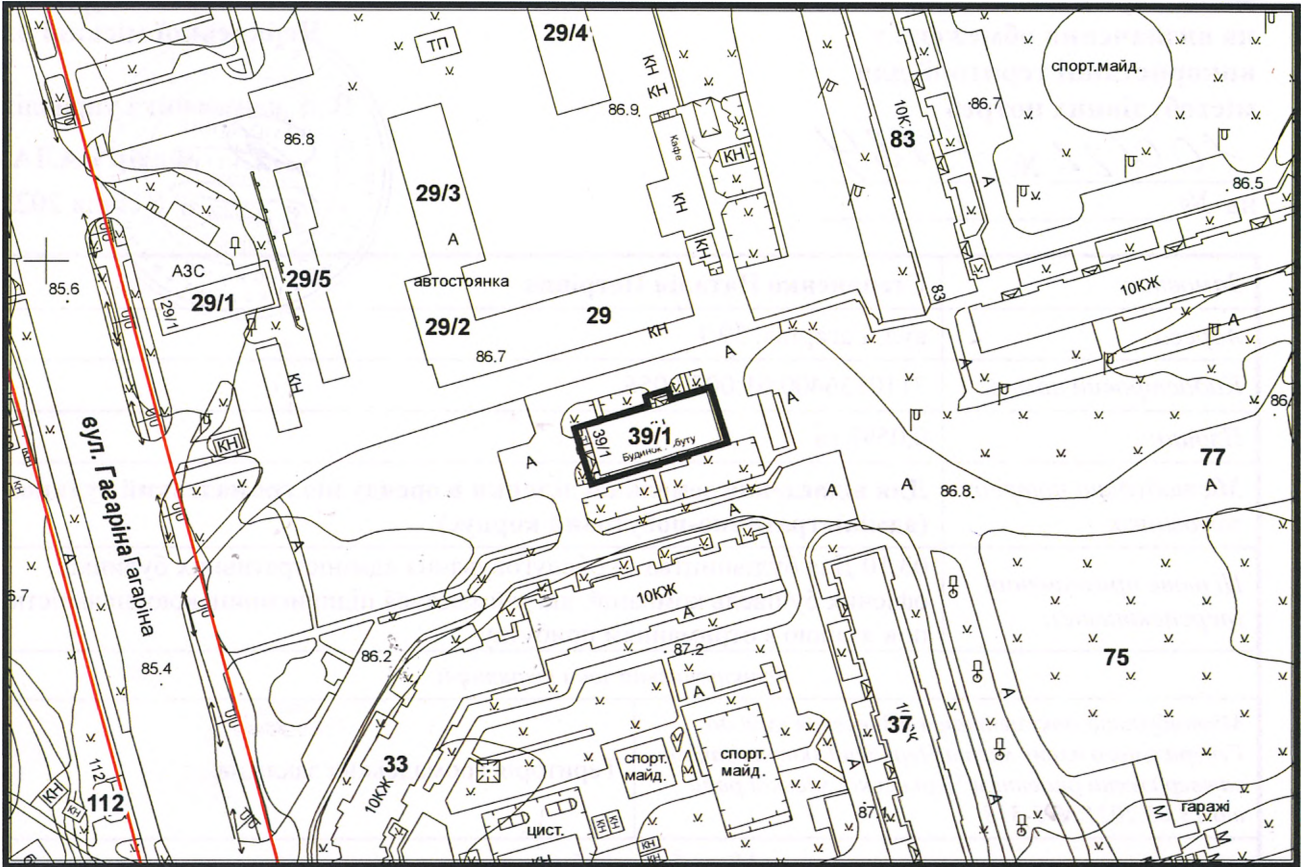 29/4
ТП
КН
КН
спорт.майд.
86.9
86.7
10К
83
86.8
Кафе
КН
29/3
КН
86.5
А
А
КН
АЗС
29/5
автостоянка
85.6
29/1
29/1
29/2
29
КН
83
10КЖ
А
86.7
А
А
КН
А
39/1
39/1
КН
А
77
А
вул. Гагаріна
Гагаріна
86.8
А
А
А
А
А
10КЖ
А
86.2
87.2
А
75
85.4
А
37
33
10КЖ
спорт.
майд.
спорт.
майд.
А
А
112
112
КН
КН
цист.
КН
КН
87.1
гаражі
М
М
М
КН
КН
КН